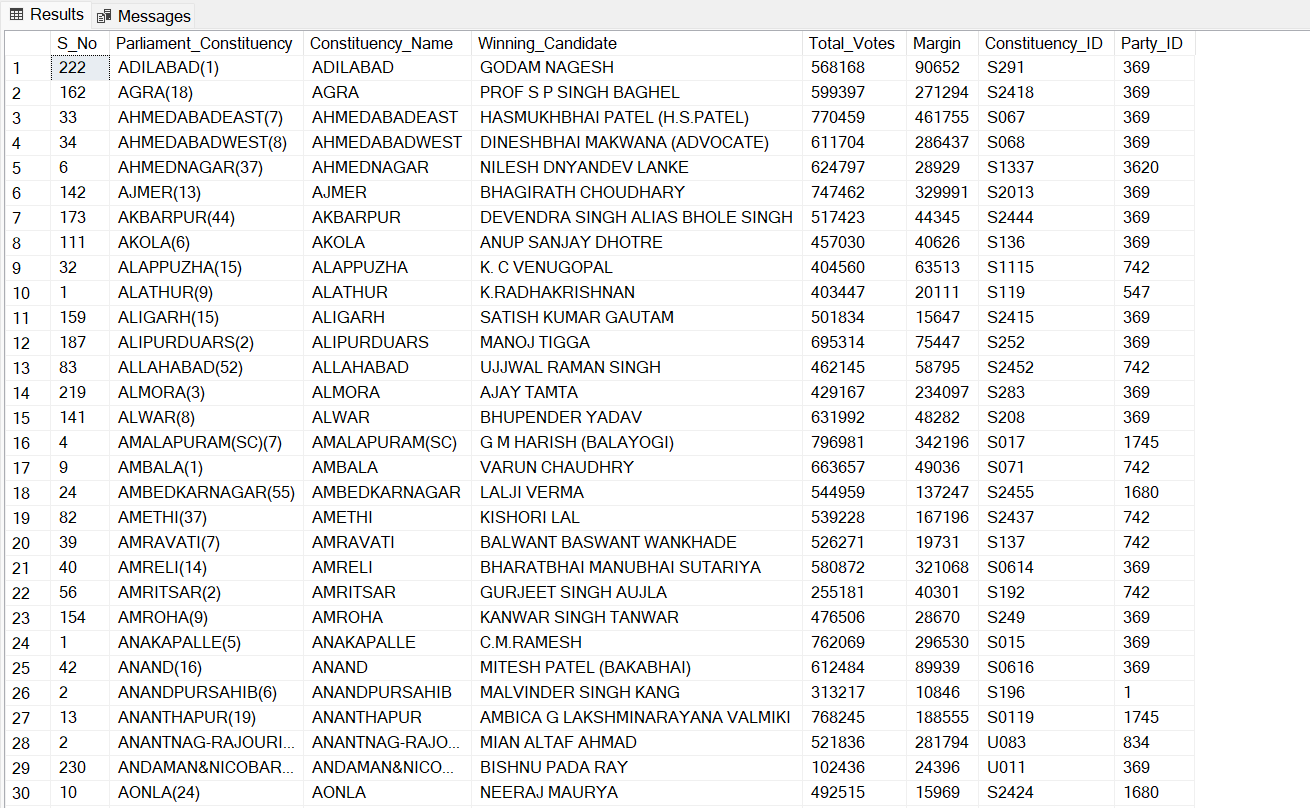 Results Messages
S_No Parliament_Constituency Constituency_Name Winning_Candidate Total_Votes Margin Constituency_ID Party_ID
1 222 ADILABAD(1) ADILABAD GODAM NAGESH 568168 90652 S291 369
2 162 AGRA(18) AGRA PROF S P SINGH BAGHEL 599397 271294 S2418 369
3 33 AHMEDABADEAST(7) AHMEDABADEAST HASMUKHBHAI PATEL (H.S.PATEL) 770459 461755 S067 369
4 34 AHMEDABADWEST(8) AHMEDABADWEST DINESHBHAI MAKWANA (ADVOCATE) 611704 286437 S068 369
5 6 AHMEDNAGAR(37) AHMEDNAGAR NILESH DNYANDEV LANKE 624797 28929 S1337 3620
6 142 AJMER(13) AJMER BHAGIRATH CHOUDHARY 747462 329991 S2013 369
7 173 AKBARPUR(44) AKBARPUR DEVENDRA SINGH ALIAS BHOLE SINGH 517423 44345 S2444 369
8 111 AKOLA(6) AKOLA ANUP SANJAY DHOTRE 457030 40626 S136 369
9 32 ALAPPUZHA(15) ALAPPUZHA K. C VENUGOPAL 404560 63513 S1115 742
10 1 ALATHUR(9) ALATHUR K.RADHAKRISHNAN 403447 20111 S119 547
11 159 ALIGARH(15) ALIGARH SATISH KUMAR GAUTAM 501834 15647 S2415 369
12 187 ALIPURDUARS(2) ALIPURDUARS MANOJ TIGGA 695314 75447 S252 369
13 83 ALLAHABAD(52) ALLAHABAD UJJWAL RAMAN SINGH 462145 58795 S2452 742
14 219 ALMORA(3) ALMORA AJAY TAMTA 429167 234097 S283 369
15 141 ALWAR(8) ALWAR BHUPENDER YADAV 631992 48282 S208 369
16 4 AMALAPURAM(SC)(7) AMALAPURAM(SC) G M HARISH (BALAYOGI) 796981 342196 S017 1745
17 9 AMBALA(1) AMBALA VARUN CHAUDHRY 663657 49036 S071 742
18 24 AMBEDKARNAGAR(55) AMBEDKARNAGAR LALJI VERMA 544959 137247 S2455 1680
19 82 AMETHI(37) AMETHI KISHORI LAL 539228 167196 S2437 742
20 39 AMRAVATI(7) AMRAVATI BALWANT BASWANT WANKHADE 526271 19731 S137 742
21 40 AMRELI(14) AMRELI BHARATBHAI MANUBHAI SUTARIYA 580872 321068 S0614 369
22 56 AMRITSAR(2) AMRITSAR GURJEET SINGH AUJLA 255181 40301 S192 742
23 154 AMROHA(9) AMROHA KANWAR SINGH TANWAR 476506 28670 S249 369
24 1 ANAKAPALLE(5) ANAKAPALLE C.M.RAMESH 762069 296530 S015 369
25 42 ANAND(16) ANAND MITESH PATEL (BAKABHAI) 612484 89939 S0616 369
26 2 ANANDPURSAHIB(6) ANANDPURSAHIB MALVINDER SINGH KANG 313217 10846 S196 1
27 13 ANANTHAPUR(19) ANANTHAPUR AMBICA G LAKSHMINARAYANA VALMIKI 768245 188555 S0119 1745
28 2 ANANTNAG-RAJOURI... ANANTNAG-RAJO... MIAN ALTAF AHMAD 521836 281794 U083 834
29 230 ANDAMAN&NICOBAR... ANDAMAN&NICO... BISHNU PADA RAY 102436 24396 U011 369
30 10 AONLA(24) AONLA NEERAJ MAURYA 492515 15969 S2424 1680